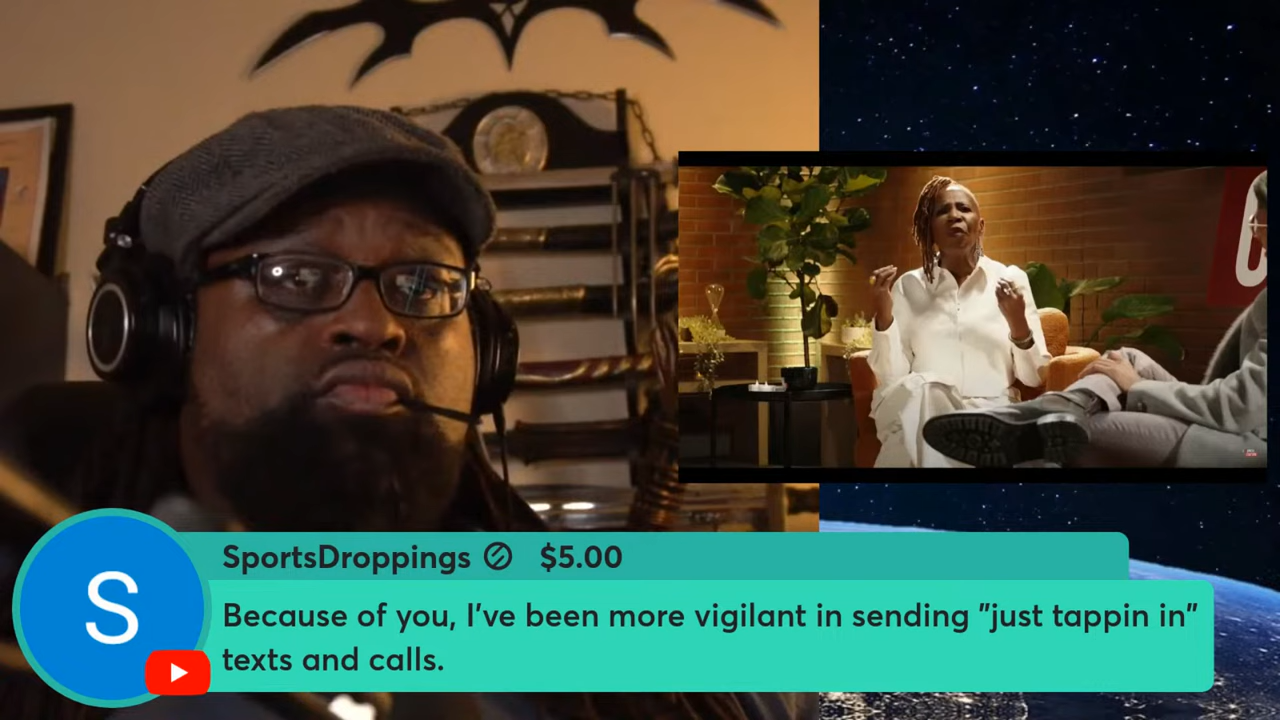 SportsDroppings $5.00
Because of you, I've been more vigilant in sending "just tappin in"
texts and calls.
S